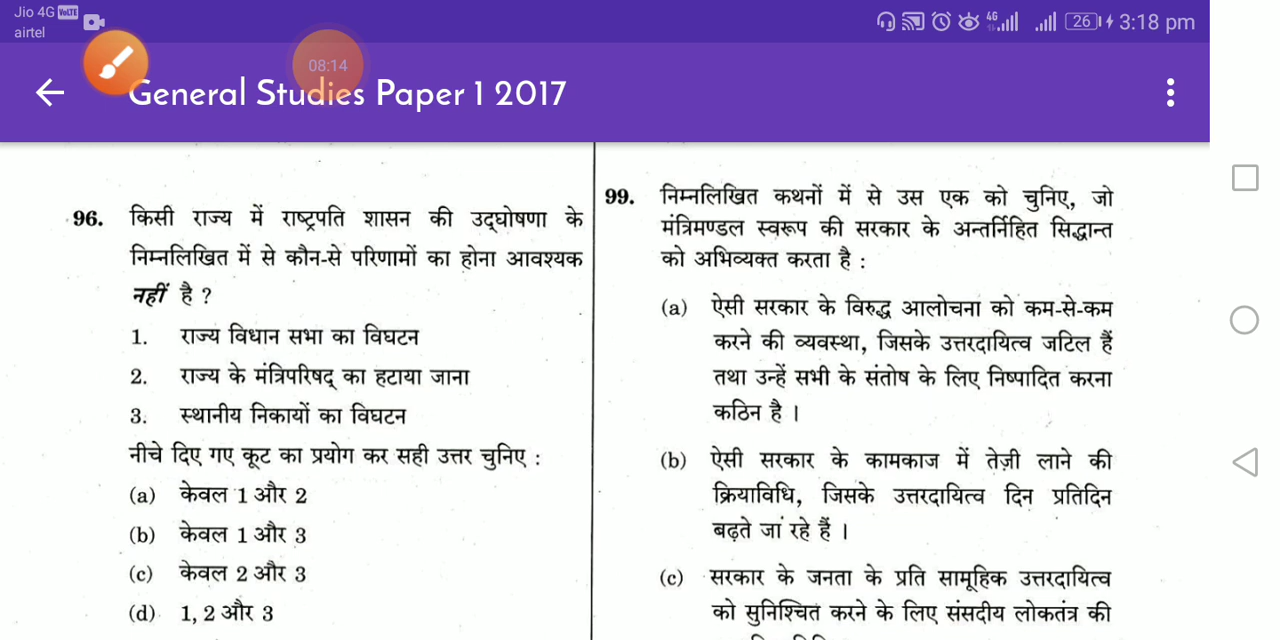 Jio 4G VoLTE
airtel
4G
26
3:18 pm
08:14
General Studies Paper 1 2017
96. किसी राज्य में राष्ट्रपति शासन की उद्घोषणा के
निम्नलिखित में से कौन-से परिणामों का होना आवश्यक
नहीं है ?
1. राज्य विधान सभा का विघटन
2. राज्य के मंत्रिपरिषद् का हटाया जाना
3. स्थानीय निकायों का विघटन
नीचे दिए गए कूट का प्रयोग कर सही उत्तर चुनिए :
(a) केवल 1 और 2
(b) केवल 1 और 3
(c) केवल 2 और 3
(d) 1, 2 और 3
99. निम्नलिखित कथनों में से उस एक को चुनिए, जो
मंत्रिमण्डल स्वरूप की सरकार के अन्तर्निहित सिद्धान्त
को अभिव्यक्त करता है :
(a) ऐसी सरकार के विरुद्ध आलोचना को कम-से-कम
करने की व्यवस्था, जिसके उत्तरदायित्व जटिल हैं
तथा उन्हें सभी के संतोष के लिए निष्पादित करना
कठिन है ।
(b) ऐसी सरकार के कामकाज में तेज़ी लाने की
क्रियाविधि, जिसके उत्तरदायित्व दिन प्रतिदिन
बढ़ते जा रहे हैं ।
(c) सरकार के जनता के प्रति सामूहिक उत्तरदायित्व
को सुनिश्चित करने के लिए संसदीय लोकतंत्र की